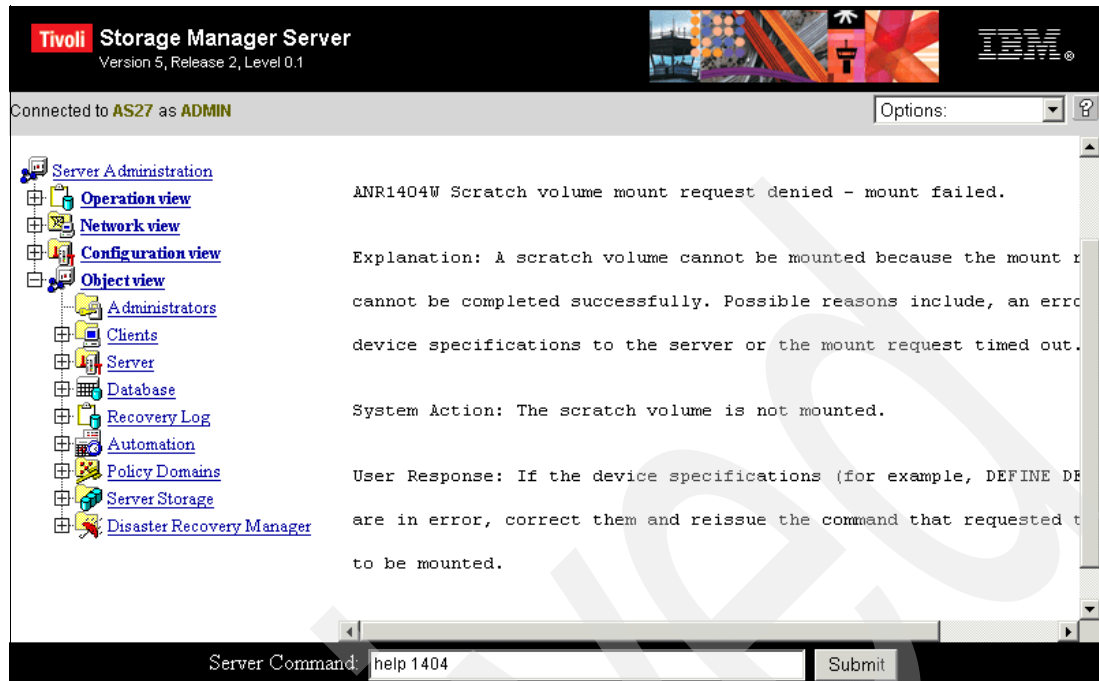 Tivoli Storage Manager Server
Version 5, Release 2, Level 0.1
IBM®
Connected to AS27 as ADMIN
Options:
?
Server Administration
Operation view
Network view
Configuration view
Object view
Administrators
Clients
Server
Database
Recovery Log
Automation
Policy Domains
Server Storage
Disaster Recovery Manager
ANR1404W Scratch volume mount request denied - mount failed.
Explanation: A scratch volume cannot be mounted because the mount r
cannot be completed successfully. Possible reasons include, an erro
device specifications to the server or the mount request timed out.
System Action: The scratch volume is not mounted.
User Response: If the device specifications (for example, DEFINE DE
are in error, correct them and reissue the command that requested t
to be mounted.
Server Command: help 1404 Submit